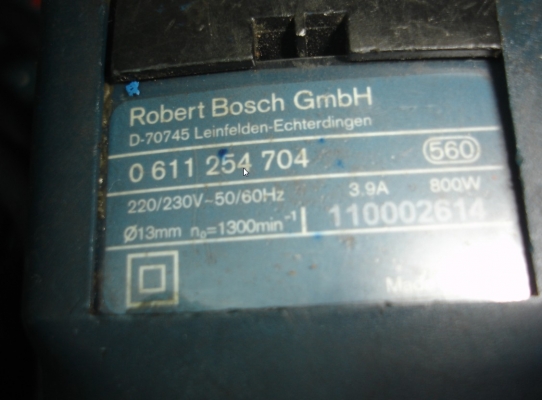 Robert Bosch GmbH
D-70745 Leinfelden-Echterdingen
0 611 254 704 560
220/230V~50/60Hz 3.9A 800W
Ø13mm n₀=1300min⁻¹ 110002614